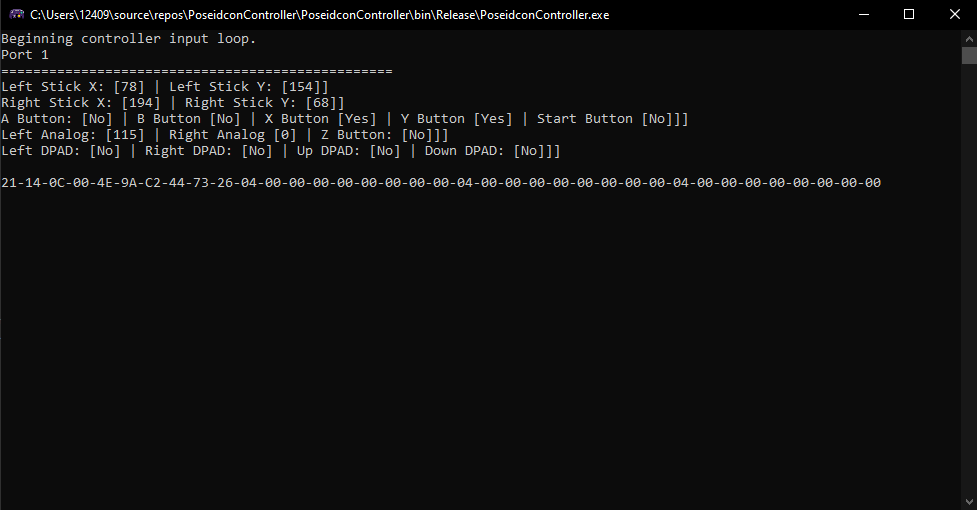 C:\Users\12409\source\repos\PoseidconController\PoseidconController\bin\Release\PoseidconController.exe
Beginning controller input loop.
Port 1
=================================================
Left Stick X: [78] | Left Stick Y: [154]]
Right Stick X: [194] | Right Stick Y: [68]]
A Button: [No] | B Button [No] | X Button [Yes] | Y Button [Yes] | Start Button [No]]]
Left Analog: [115] | Right Analog [0] | Z Button: [No]]]
Left DPAD: [No] | Right DPAD: [No] | Up DPAD: [No] | Down DPAD: [No]]]
21-14-0C-00-4E-9A-C2-44-73-26-04-00-00-00-00-00-00-00-00-04-00-00-00-00-00-00-00-00-04-00-00-00-00-00-00-00-00